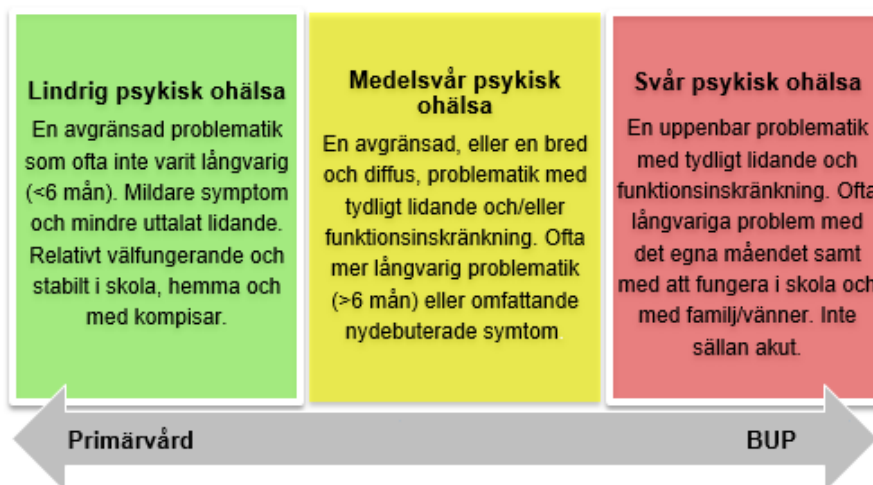 Lindrig psykisk ohälsa
En avgränsad problematik
som ofta inte varit långvarig
(<6 mån). Mildare symptom
och mindre uttalat lidande.
Relativt välfungerande och
stabilt i skola, hemma och
med kompisar.
Medelsvår psykisk
ohälsa
En avgränsad, eller en bred
och diffus, problematik med
tydligt lidande och/eller
funktionsinskränkning. Ofta
mer långvarig problematik
(>6 mån) eller omfattande
nydebuterade symtom.
Svår psykisk ohälsa
En uppenbar problematik
med tydligt lidande och
funktionsinskränkning. Ofta
långvariga problem med
det egna måendet samt
med att fungera i skola och
med familj/vänner. Inte
sällan akut.
Primärvård
BUP